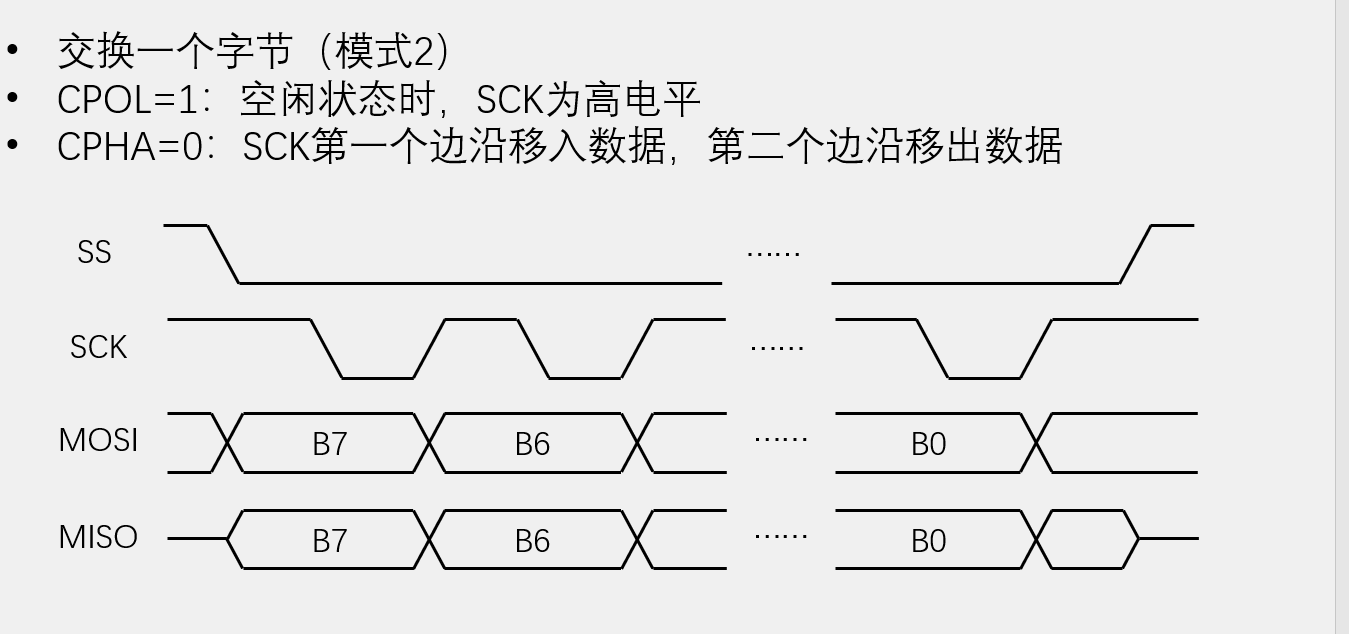 • 交换一个字节（模式2）
• CPOL=1：空闲状态时，SCK为高电平
• CPHA=0：SCK第一个边沿移入数据，第二个边沿移出数据
SS ……
SCK ……
MOSI B7 B6 …… B0
MISO B7 B6 …… B0